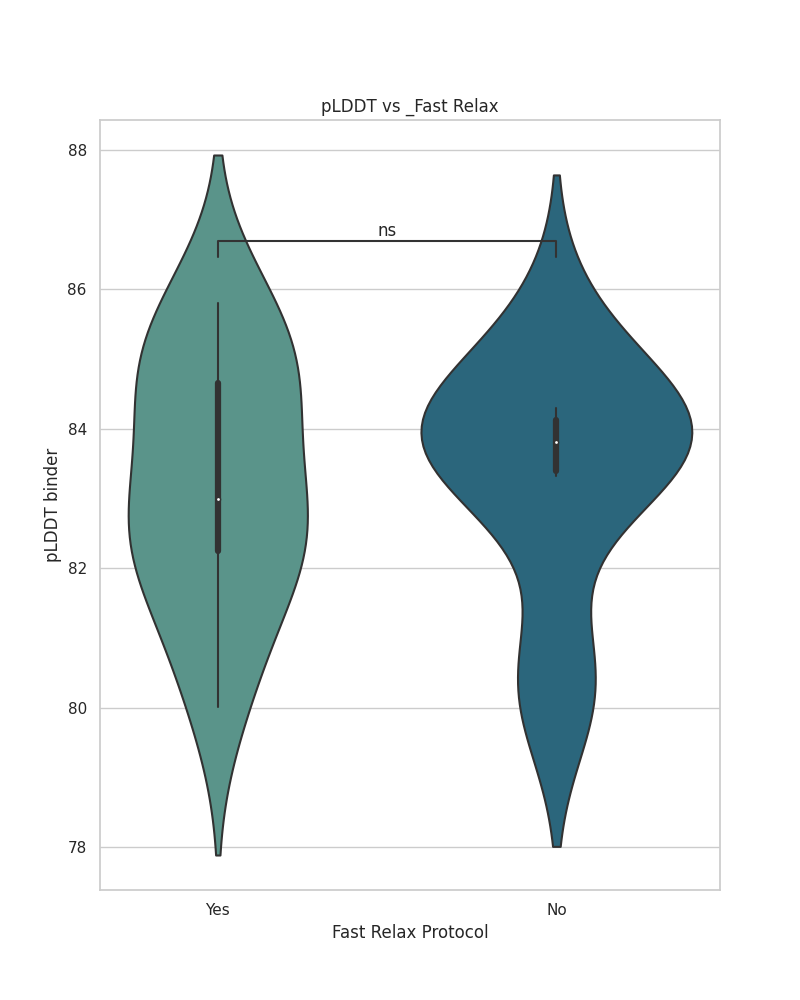 pLDDT vs _Fast Relax
88
ns
86
84
pLDDT binder
82
80
78
Yes
No
Fast Relax Protocol